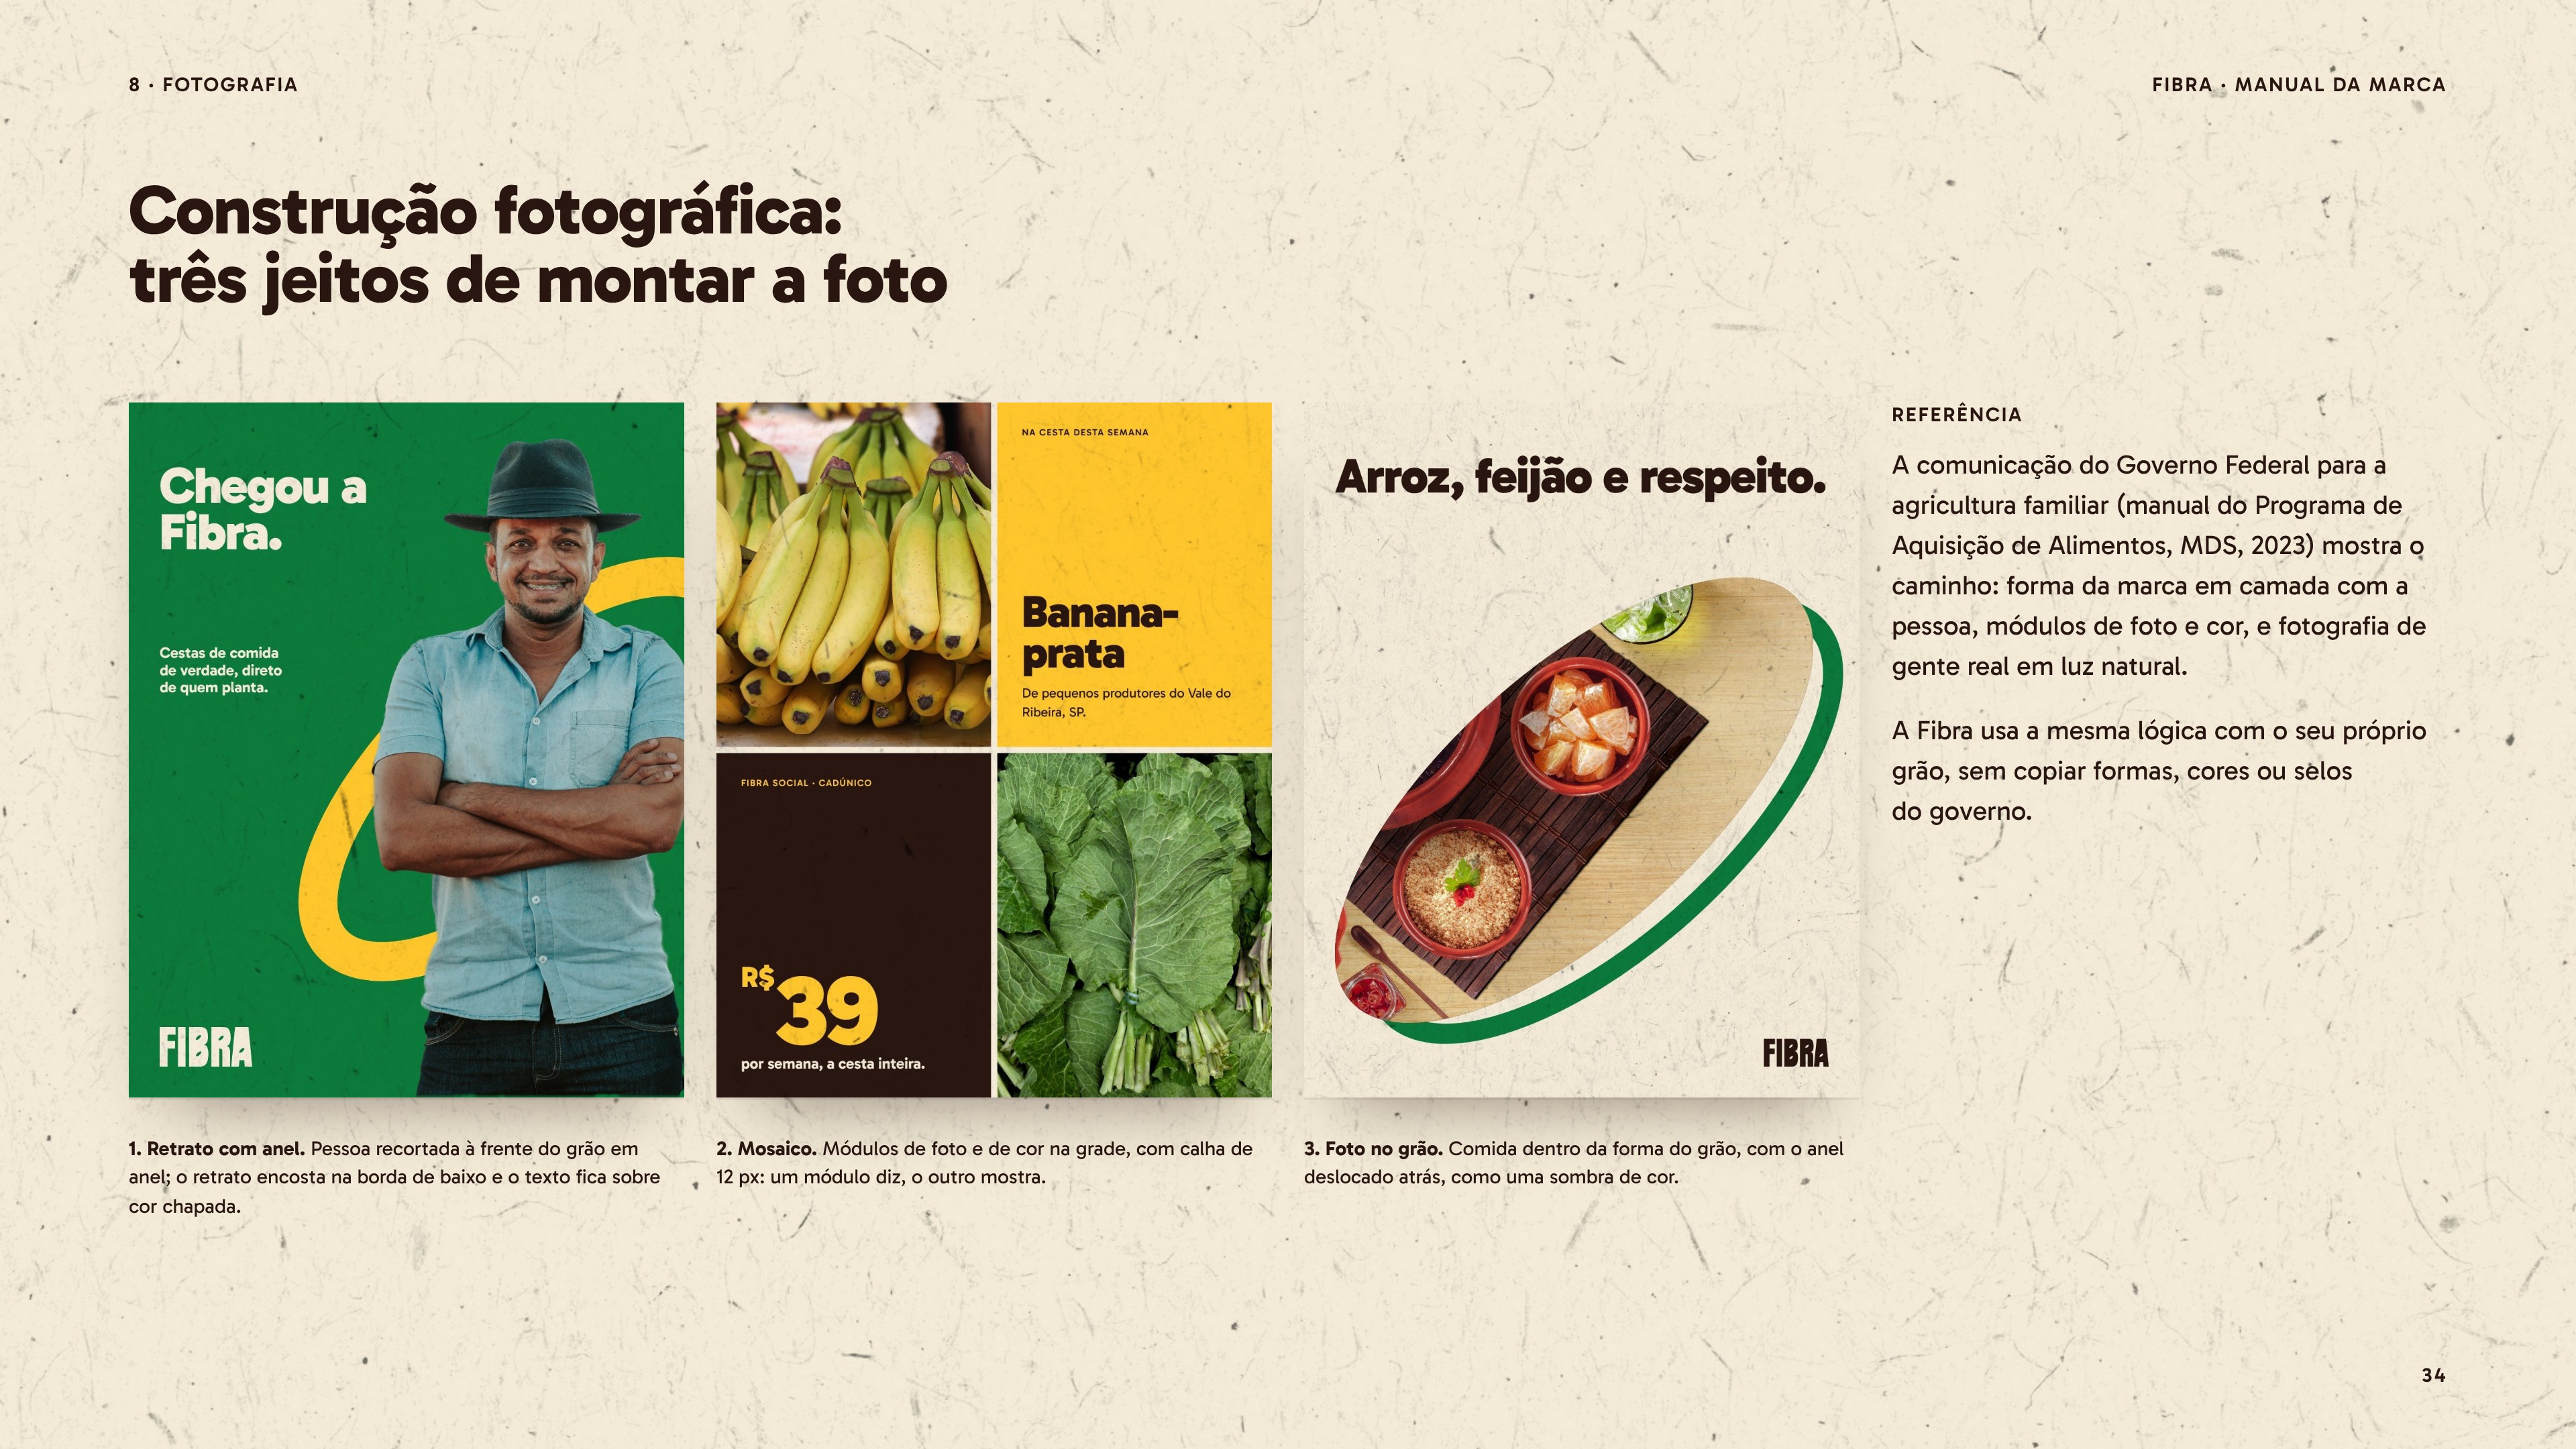 8 · FOTOGRAFIA
FIBRA · MANUAL DA MARCA
Construção fotográfica:
três jeitos de montar a foto
Chegou a
Fibra.
Cestas de comida
de verdade, direto
de quem planta.
FIBRA
1. Retrato com anel. Pessoa recortada à frente do grão em
anel; o retrato encosta na borda de baixo e o texto fica sobre
cor chapada.
NA CESTA DESTA SEMANA
Banana-
prata
De pequenos produtores do Vale do
Ribeira, SP.
FIBRA SOCIAL · CADÚNICO
R$39
por semana, a cesta inteira.
2. Mosaico. Módulos de foto e de cor na grade, com calha de
12 px: um módulo diz, o outro mostra.
Arroz, feijão e respeito.
FIBRA
3. Foto no grão. Comida dentro da forma do grão, com o anel
deslocado atrás, como uma sombra de cor.
REFERÊNCIA
A comunicação do Governo Federal para a
agricultura familiar (manual do Programa de
Aquisição de Alimentos, MDS, 2023) mostra o
caminho: forma da marca em camada com a
pessoa, módulos de foto e cor, e fotografia de
gente real em luz natural.
A Fibra usa a mesma lógica com o seu próprio
grão, sem copiar formas, cores ou selos
do governo.
34